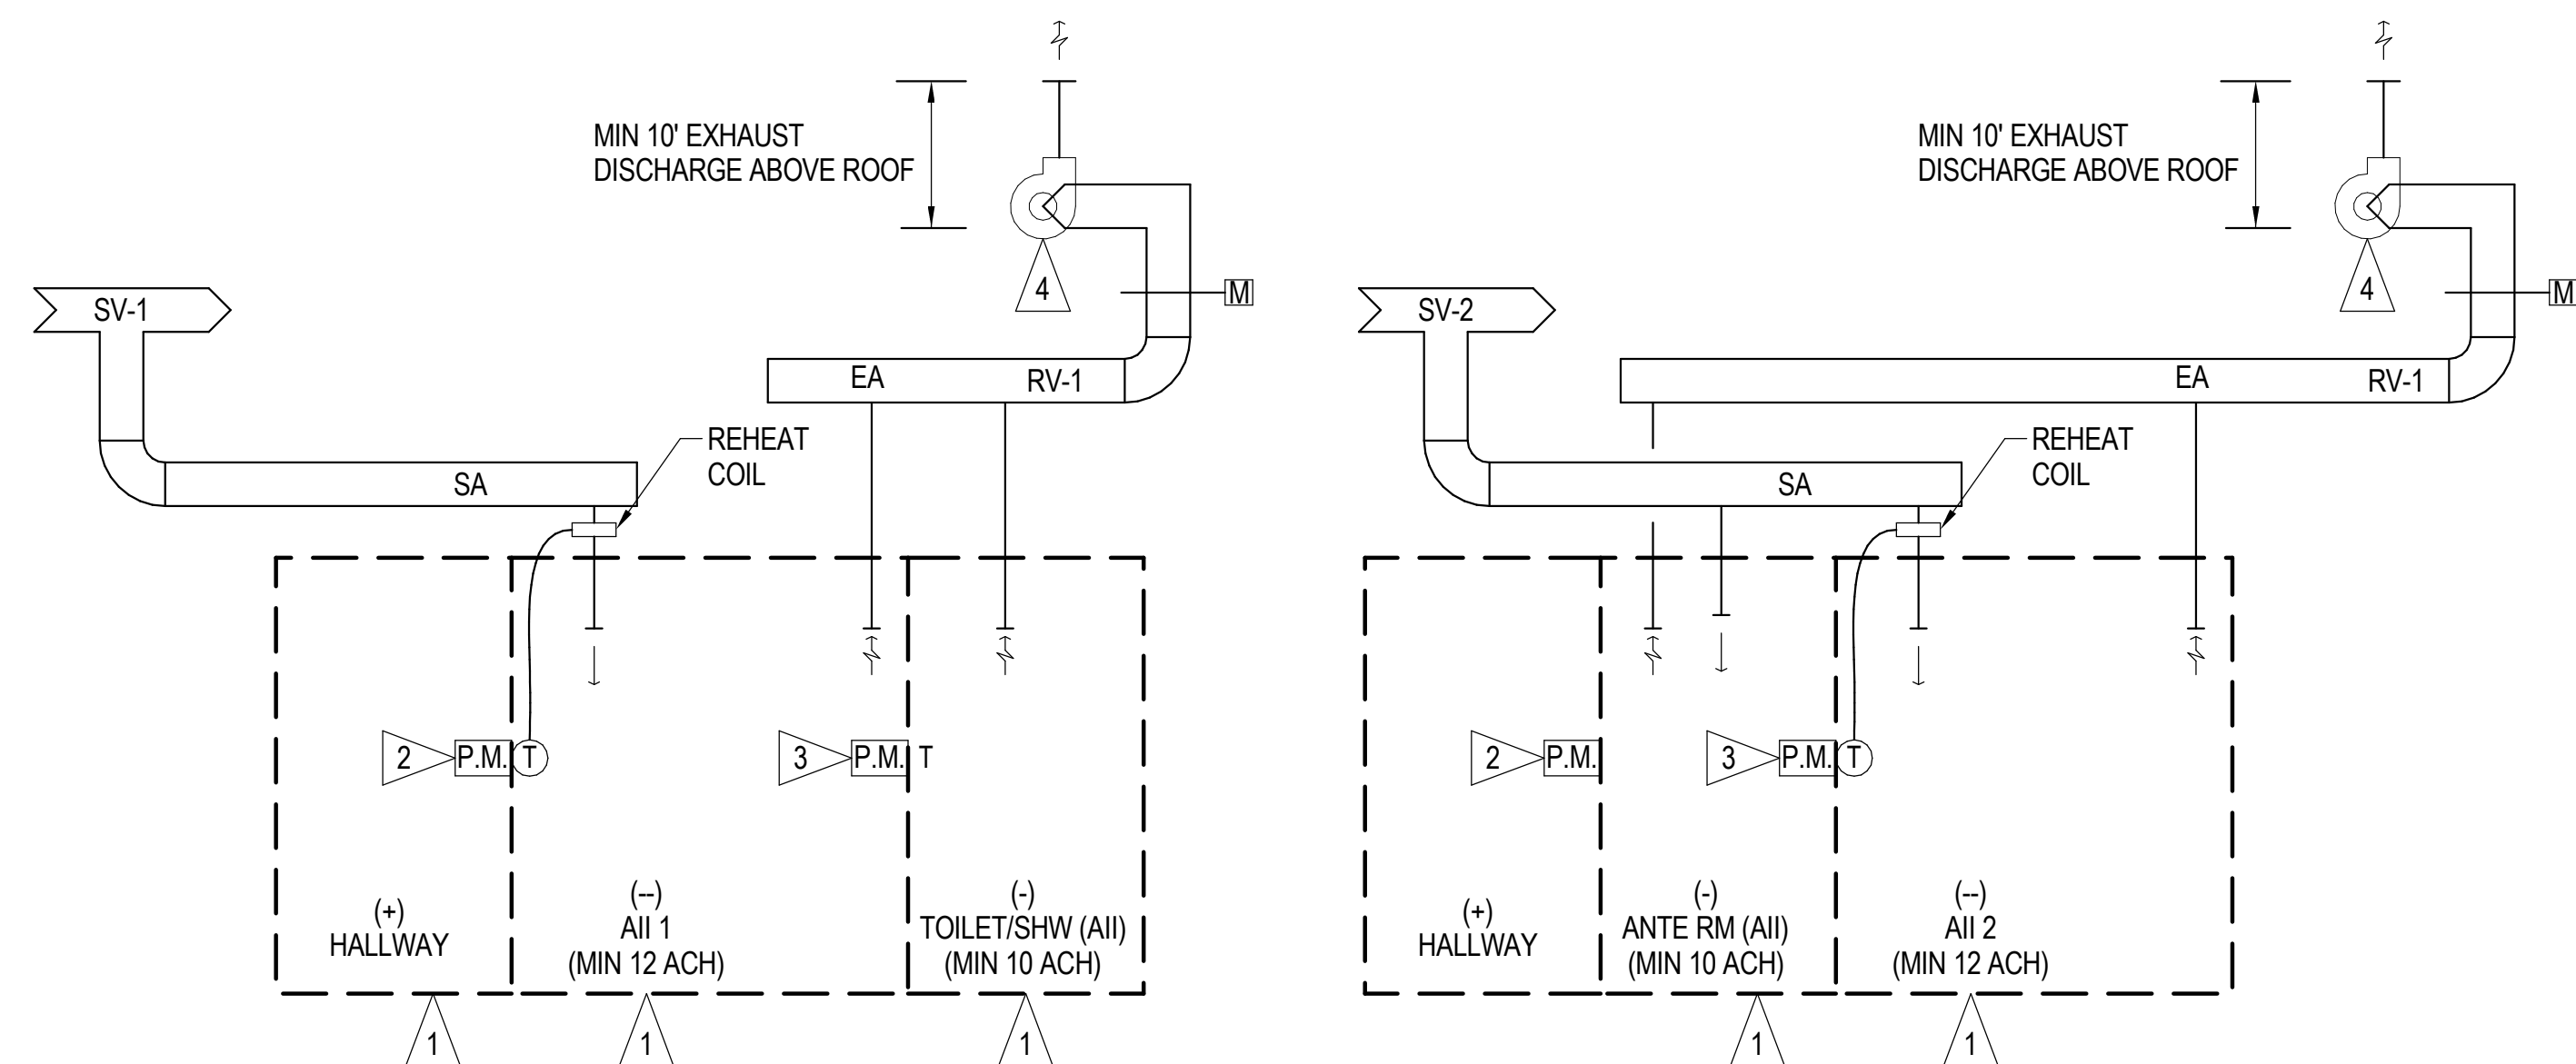 MIN 10' EXHAUST
DISCHARGE ABOVE ROOF
4
M
SV-1
EA
RV-1
REHEAT
COIL
SA
2
P.M.
T
3
P.M.
T
(+)
HALLWAY
(--)
AII 1
(MIN 12 ACH)
(-)
TOILET/SHW (AII)
(MIN 10 ACH)
1
1
1
MIN 10' EXHAUST
DISCHARGE ABOVE ROOF
4
M
SV-2
EA
RV-1
REHEAT
COIL
SA
2
P.M.
3
P.M.
T
(+)
HALLWAY
(-)
ANTE RM (AII)
(MIN 10 ACH)
(--)
AII 2
(MIN 12 ACH)
1
1